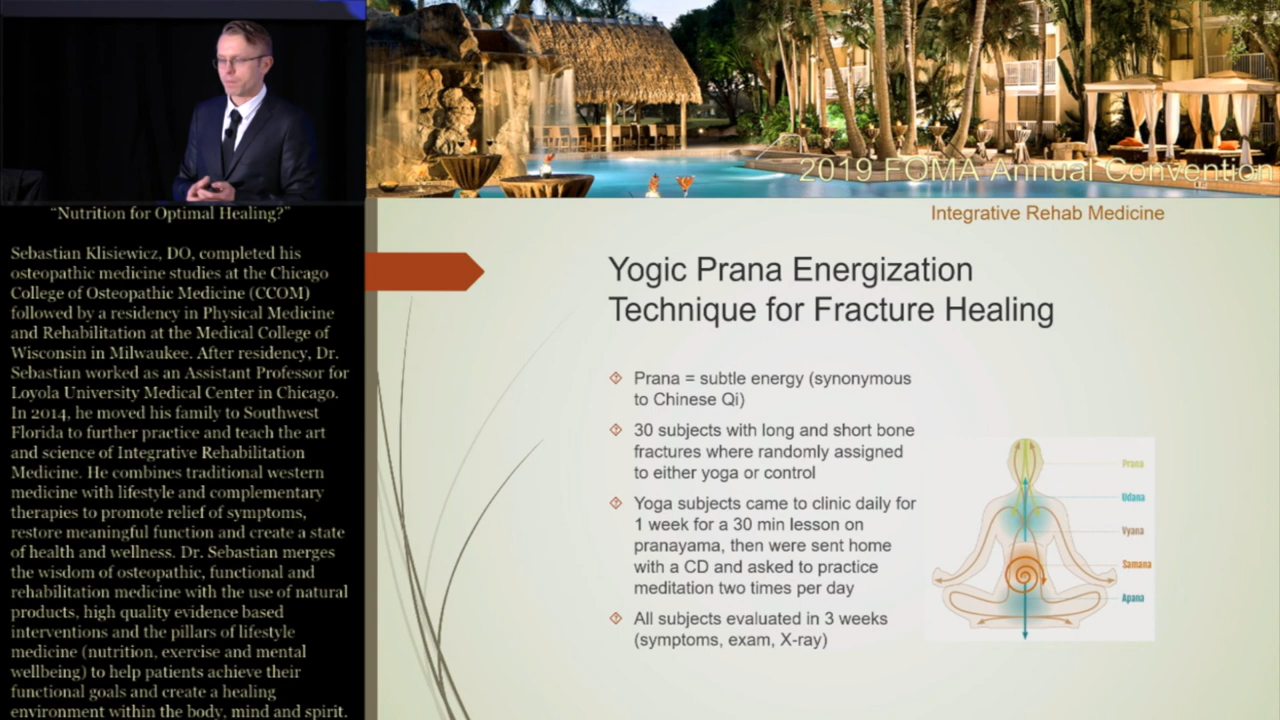 2019 FOMA Annual Convention
"Nutrition for Optimal Healing?"
Sebastian Klisiewicz, DO, completed his
osteopathic medicine studies at the Chicago
College of Osteopathic Medicine (CCOM)
followed by a residency in Physical Medicine
and Rehabilitation at the Medical College of
Wisconsin in Milwaukee. After residency, Dr.
Sebastian worked as an Assistant Professor for
Loyola University Medical Center in Chicago.
In 2014, he moved his family to Southwest
Florida to further practice and teach the art
and science of Integrative Rehabilitation
Medicine. He combines traditional western
medicine with lifestyle and complementary
therapies to promote relief of symptoms,
restore meaningful function and create a state
of health and wellness. Dr. Sebastian merges
the wisdom of osteopathic, functional and
rehabilitation medicine with the use of natural
products, high quality evidence based
interventions and the pillars of lifestyle
medicine (nutrition, exercise and mental
wellbeing) to help patients achieve their
functional goals and create a healing
environment within the body, mind and spirit.
Integrative Rehab Medicine
Yogic Prana Energization
Technique for Fracture Healing
Prana = subtle energy (synonymous
to Chinese Qi)
30 subjects with long and short bone
fractures where randomly assigned
to either yoga or control
Yoga subjects came to clinic daily for
1 week for a 30 min lesson on
pranayama, then were sent home
with a CD and asked to practice
meditation two times per day
All subjects evaluated in 3 weeks
(symptoms, exam, X-ray)
Prana
Udana
Vyana
Samana
Apana